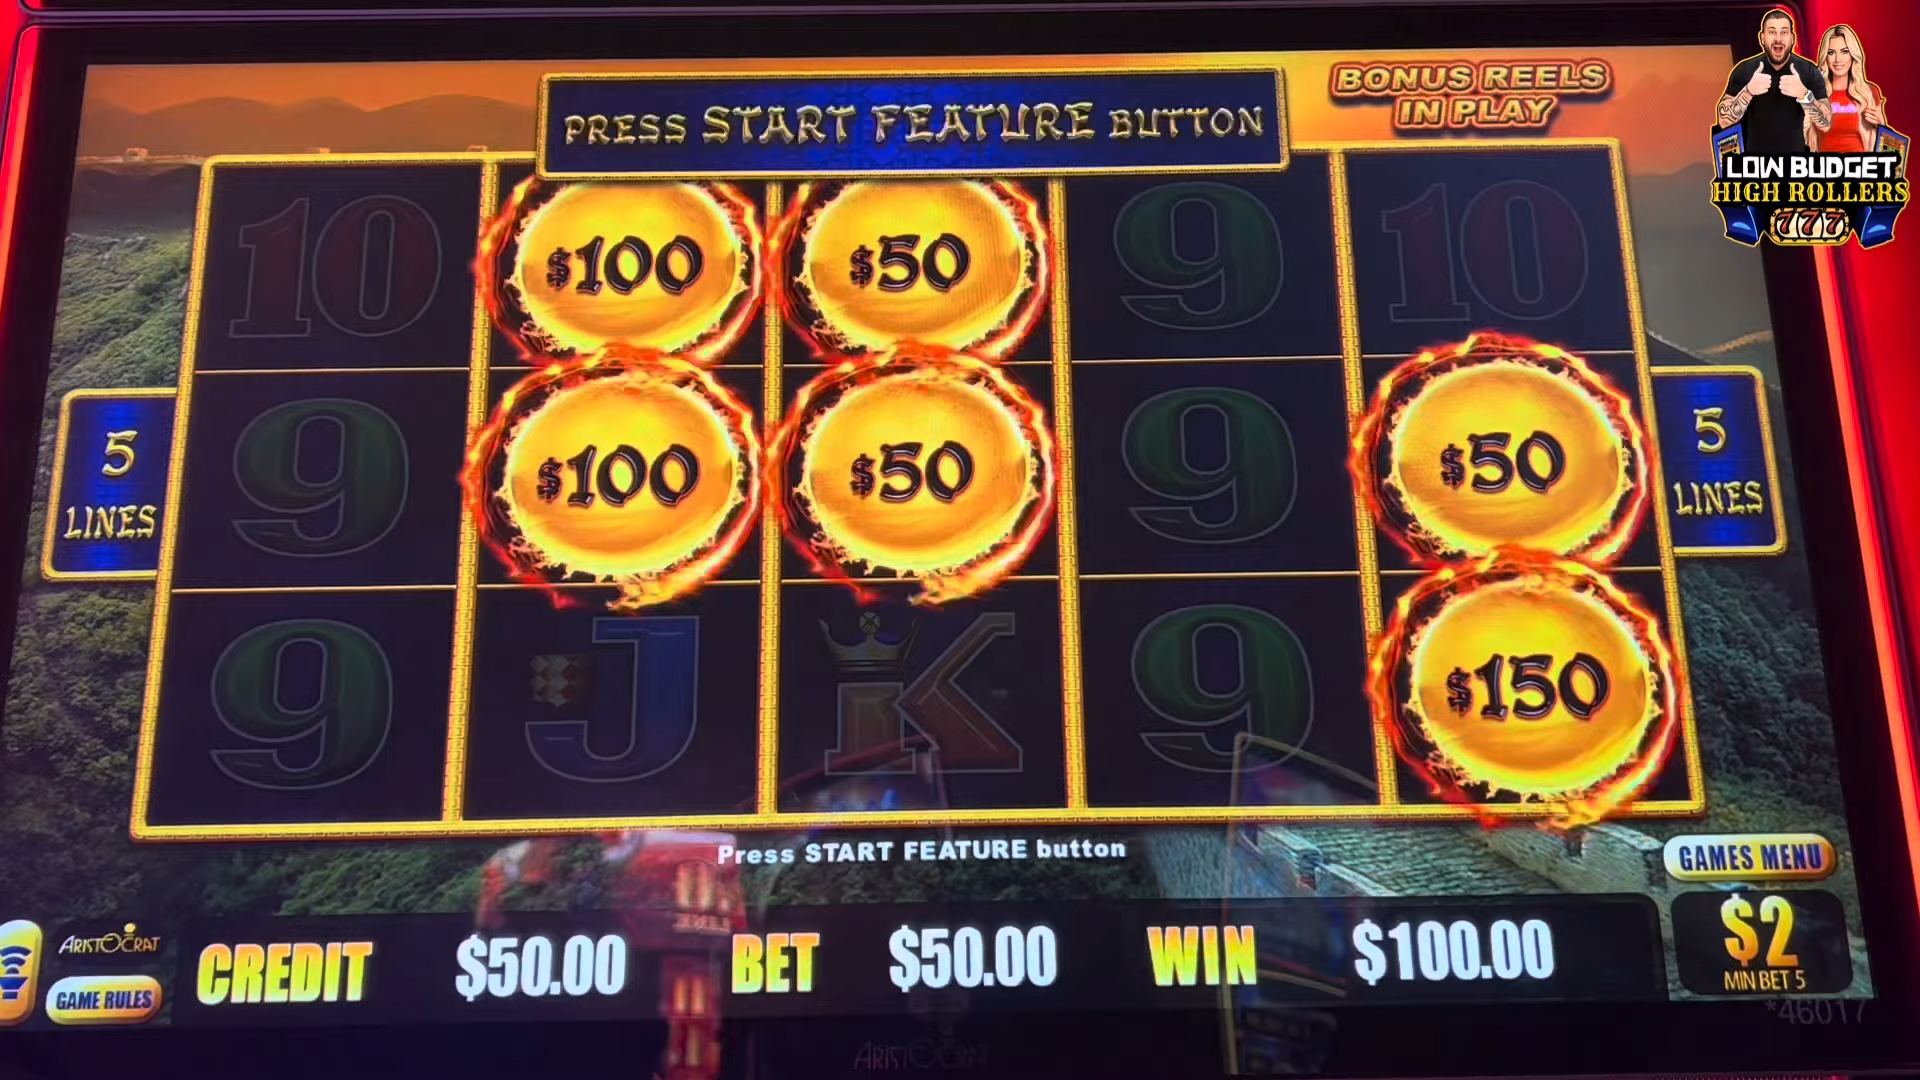 PRESS START FEATURE BUTTON
BONUS REELS
IN PLAY
LOW BUDGET
HIGH ROLLERS
777
10
$100
$50
9
10
5
LINES
9
$100
$50
9
$50
5
LINES
9
J
K
9
$150
Press START FEATURE button
GAMES MENU
ARISTOCRAT
GAME RULES
CREDIT $50.00 BET $50.00 WIN $100.00
$2
MIN BET 5
*46017
ARISTOCRAT